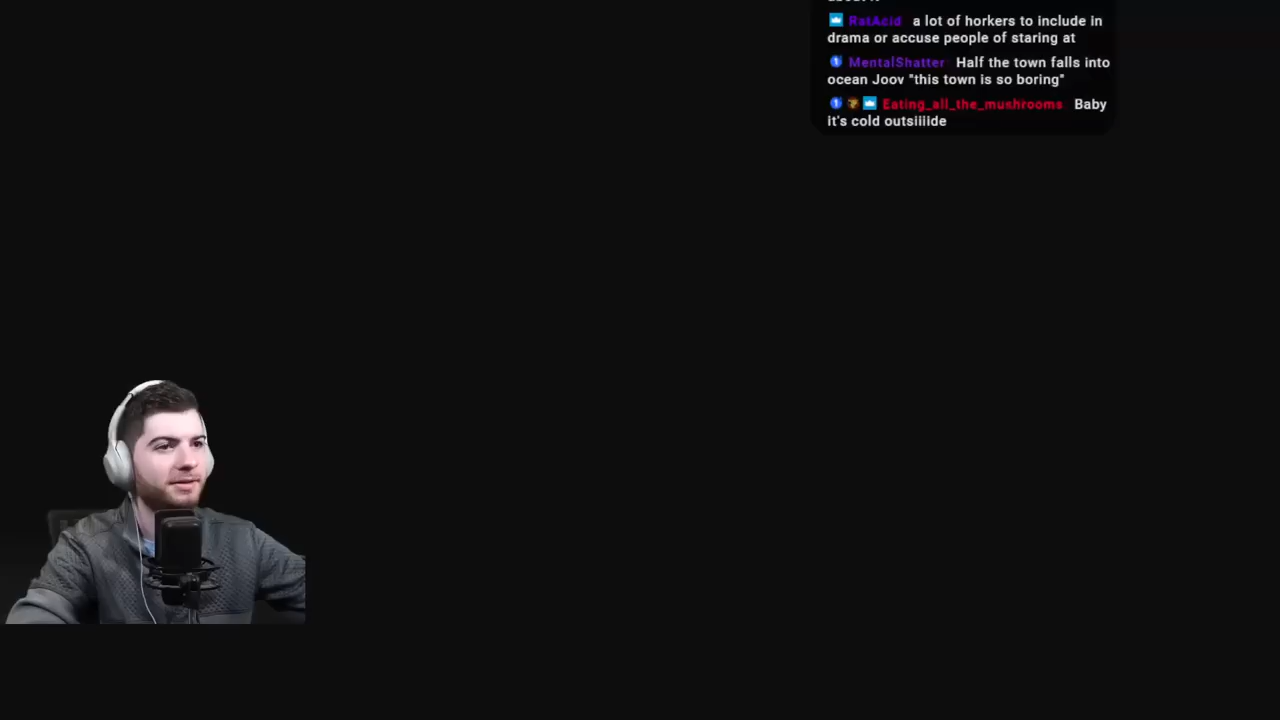 RstAcid a lot of horkers to include in
drama or accuse people of staring at
MentalShatter Half the town falls into
ocean Joov "this town is so boring"
Eating_all_the_mushrooms Baby
it's cold outsiiiide